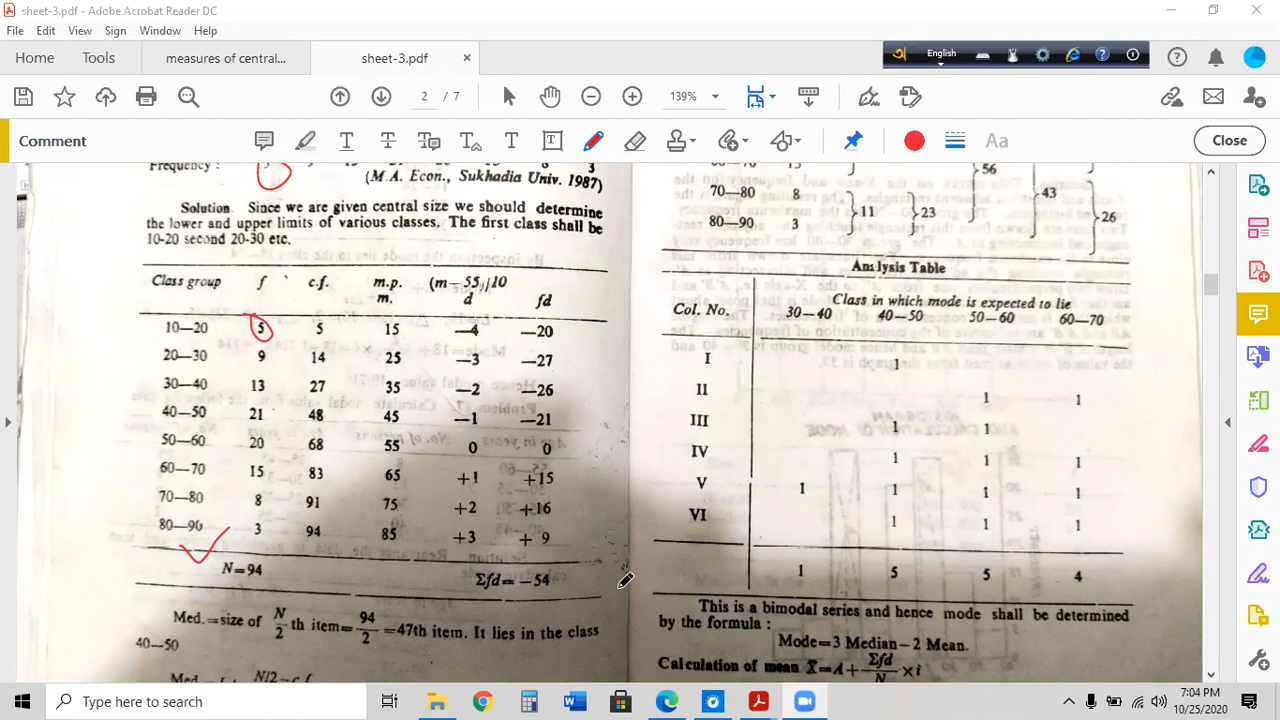 sheet-3.pdf - Adobe Acrobat Reader DC
File Edit View Sign Window Help
Home Tools measures of central... sheet-3.pdf × English
2 / 7 139%
Comment Close
Frequency :
(M.A. Econ., Sukhadia Univ. 1987)
Solution. Since we are given central size we should determine
the lower and upper limits of various classes. The first class shall be
10-20 second 20-30 etc.
Class group f c.f. m.p. m. (m—55)/10 d fd
10—20 5 5 15 —4 —20
20—30 9 14 25 —3 —27
30—40 13 27 35 —2 —26
40—50 21 48 45 —1 —21
50—60 20 68 55 0 0
60—70 15 83 65 +1 +15
70—80 8 91 75 +2 +16
80—90 3 94 85 +3 + 9
N=94 Σfd= —54
Med.=size of N/2 th item= 94/2 =47th item. It lies in the class
40—50
Med N/2—c.f.
56
70—80 8 43
80—90 3 11 23 26
Analysis Table
Col. No. Class in which mode is expected to lie
30—40 40—50 50—60 60—70
I 1
II 1 1
III 1 1
IV 1 1 1
V 1 1 1 1
VI 1 1 1
1 5 5 4
This is a bimodal series and hence mode shall be determined
by the formula :
Mode=3 Median—2 Mean.
Calculation of mean X̄=A+ Σfd/N ×i
Type here to search
7:04 PM
10/25/2020